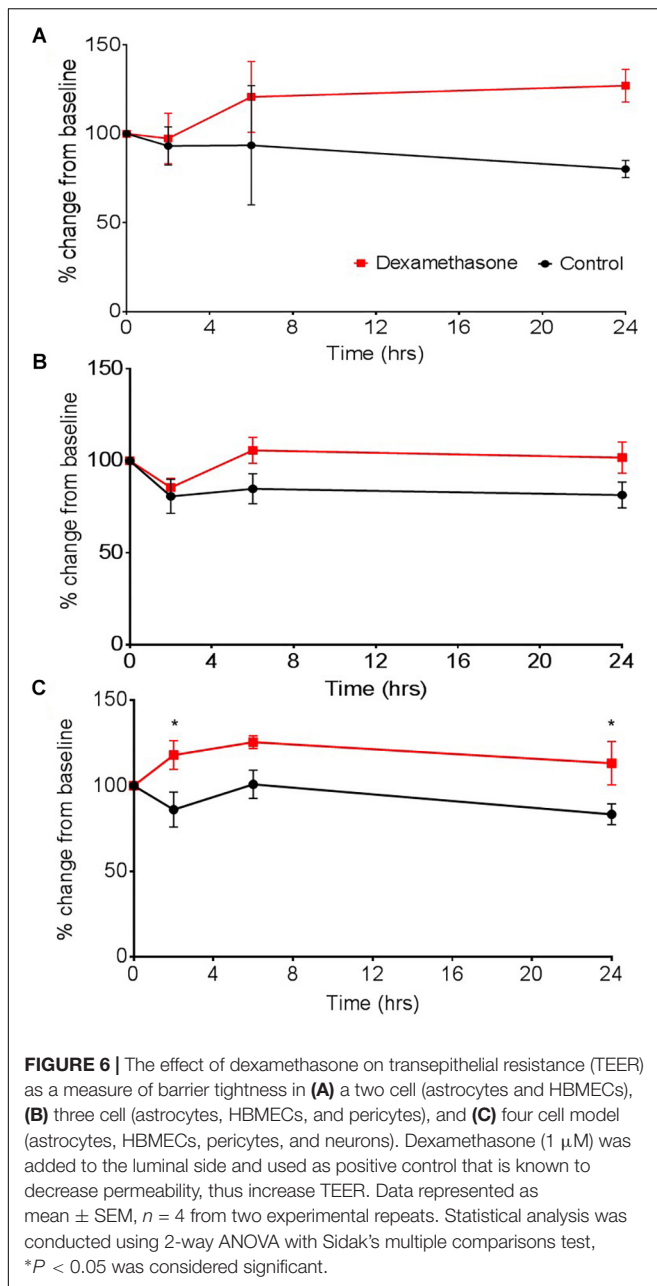 A
150
100
50
0
% change from baseline
Dexamethasone
Control
0 4 8 12 16 20 24
Time (hrs)
B
150
100
50
0
% change from baseline
0 4 8 12 16 20 24
Time (hrs)
C
150
100
50
0
% change from baseline
* *
0 4 8 12 16 20 24
Time (hrs)
FIGURE 6 | The effect of dexamethasone on transepithelial resistance (TEER)
as a measure of barrier tightness in (A) a two cell (astrocytes and HBMECs),
(B) three cell (astrocytes, HBMECs, and pericytes), and (C) four cell model
(astrocytes, HBMECs, pericytes, and neurons). Dexamethasone (1 μM) was
added to the luminal side and used as positive control that is known to
decrease permeability, thus increase TEER. Data represented as
mean ± SEM, n = 4 from two experimental repeats. Statistical analysis was
conducted using 2-way ANOVA with Sidak's multiple comparisons test,
*P < 0.05 was considered significant.